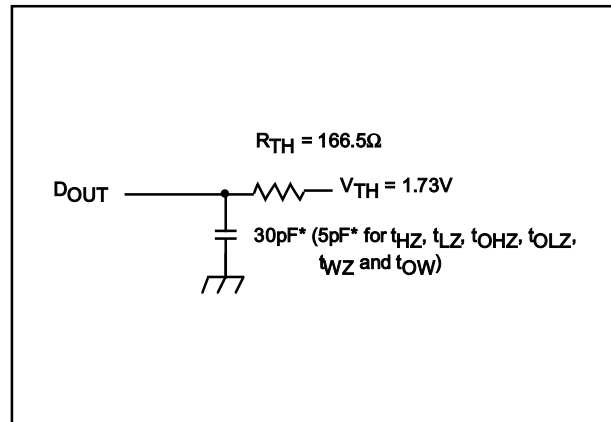 RTH = 166.5Ω
DOUT
VTH = 1.73V
30pF* (5pF* for tHZ, tLZ, tOHZ, tOLZ,
tWZ and tOW)